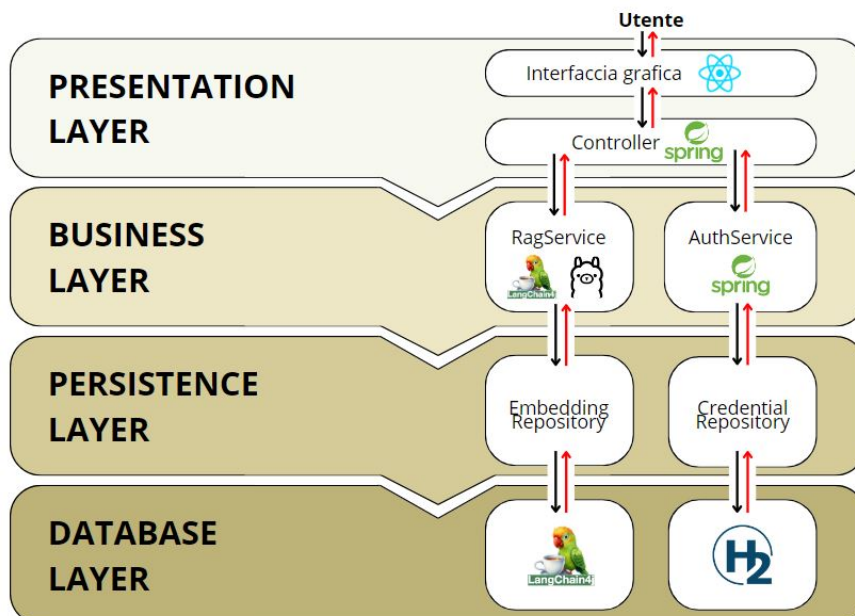 Utente
PRESENTATION
LAYER
Interfaccia grafica
Controller
spring
BUSINESS
LAYER
RagService
AuthService
LangChain4j
spring
PERSISTENCE
LAYER
Embedding
Repository
Credential
Repository
DATABASE
LAYER
LangChain4j
H2